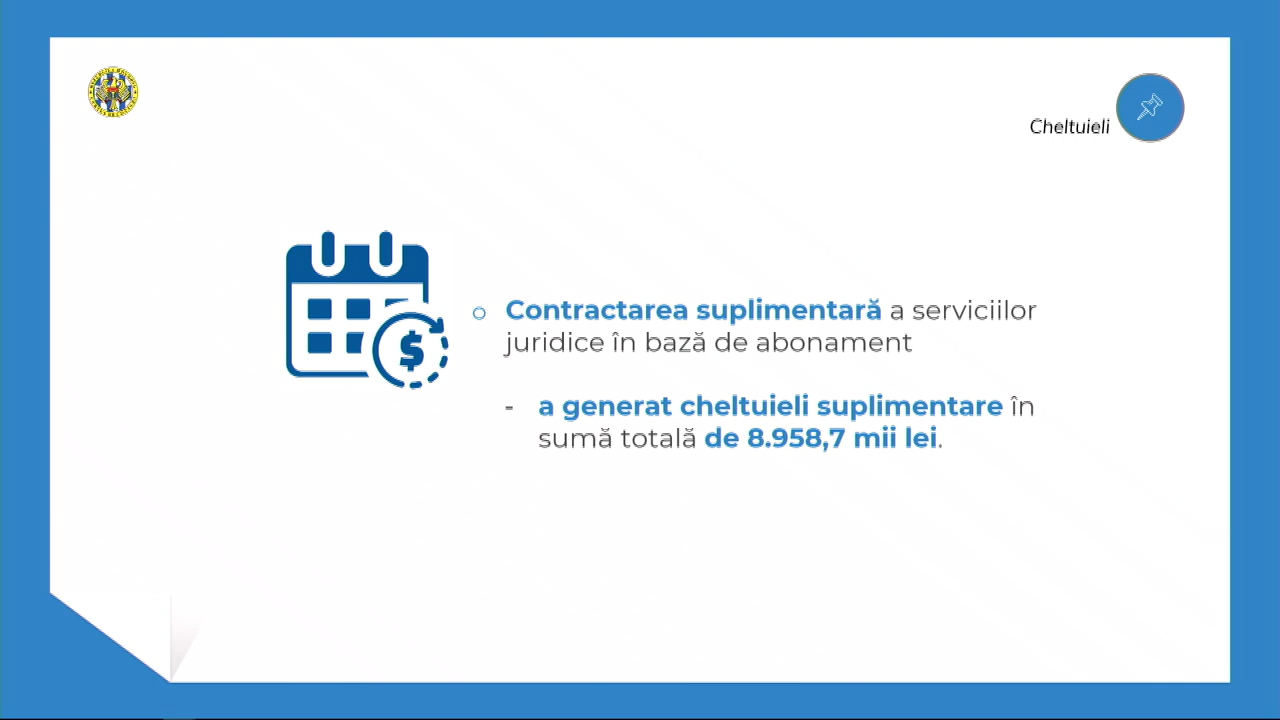 Cheltuieli
$
Contractarea suplimentară a serviciilor
juridice în bază de abonament
- a generat cheltuieli suplimentare în
sumă totală de 8.958,7 mii lei.